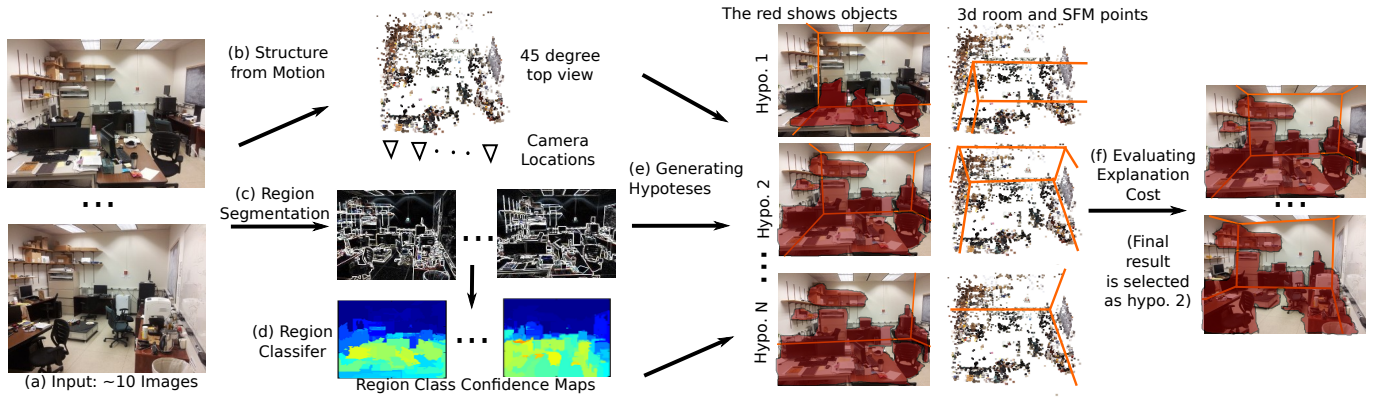 The red shows objects
3d room and SFM points
(b) Structure
from Motion
45 degree
top view
Camera
Locations
(c) Region
Segmentation
(d) Region
Classifer
Region Class Confidence Maps
(a) Input: ~10 Images
(e) Generating
Hypoteses
Hypo. 1
Hypo. 2
Hypo. N
(f) Evaluating
Explanation
Cost
(Final
result
is selected
as hypo. 2)